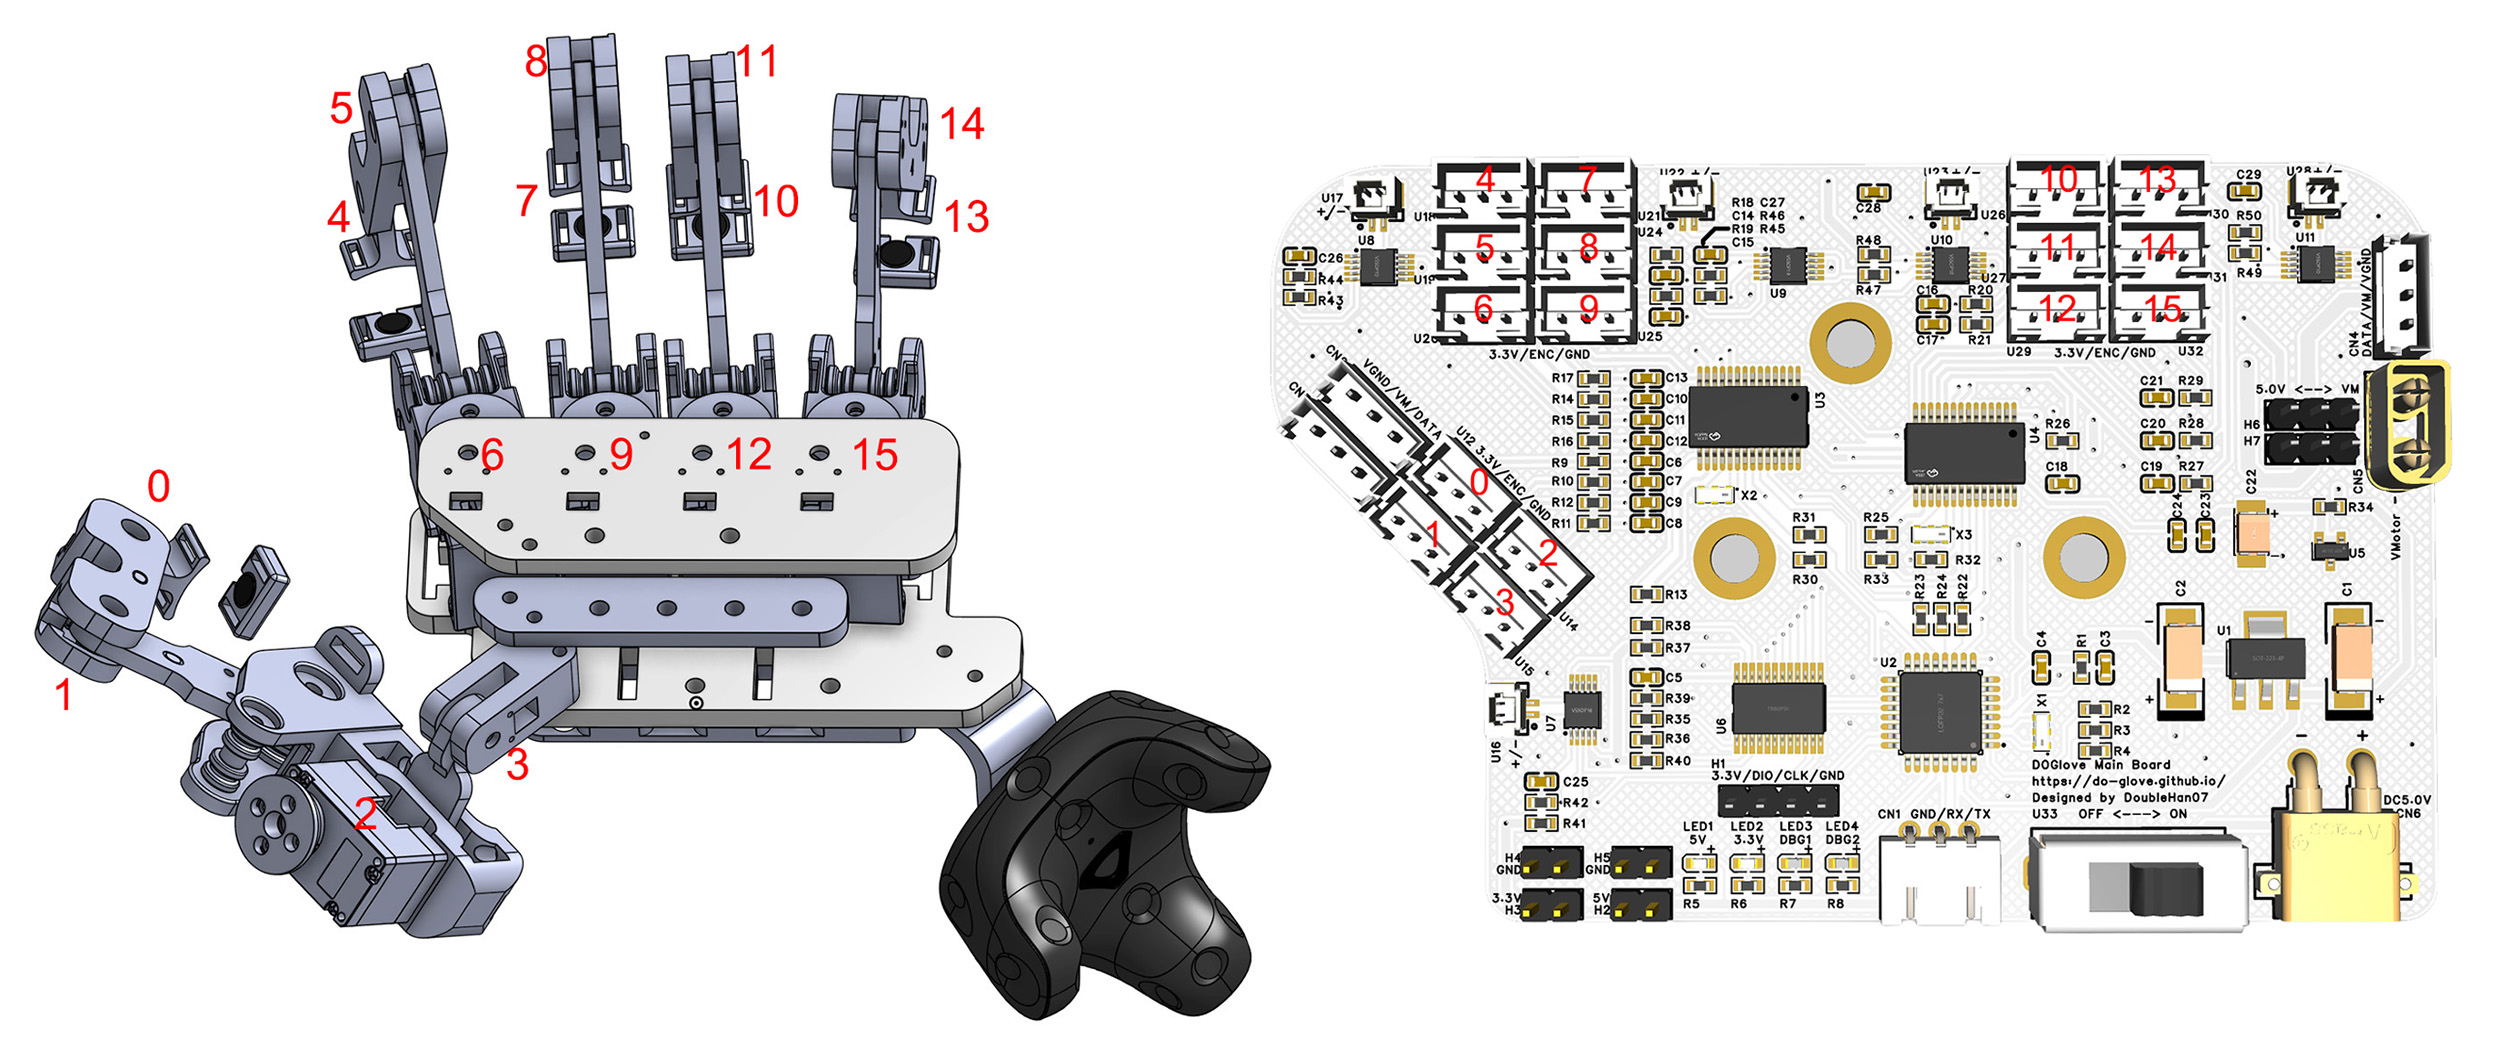 8
11
5
14
7
10
4
13
6
9
12
15
0
1
2
3
U17
+/-
U18
4
7
U22 +/-
U21
U24
R18 C27
C14 R46
R19 R45
C15
C28
U23 +/-
U26
10
13
U30
C29
R50
U28 +/-
U8
C26
R44
R43
U19
5
8
U9
R48
R47
U10
U27
11
14
U31
R49
U11
6
9
U25
C16
R20
C17
R21
12
15
U29
U32
3.3V/ENC/GND
3.3V/ENC/GND
CN4
DATA/VM/VGND
VGND/VM/DATA
R17
C13
R14
C10
R15
C11
R16
C12
R9
C6
R10
C7
R12
C9
R11
C8
U3
U4
R26
C18
C21
R29
C20
R28
C19
R27
5.0V <--> VM
H6
H7
CN5
-
VMotor
U12
3.3V/ENC/GND
0
1
2
3
U14
U15
X2
R31
R30
R25
X3
R33
R32
R23
R24
R22
C24
C23
C22
+
-
R34
U5
R13
R38
R37
C5
R39
R35
R36
R40
U16
+/-
U7
U6
U2
C4
R1
C3
X1
R2
R3
R4
C2
-
+
U1
C1
-
+
C25
R42
R41
H1
3.3V/DIO/CLK/GND
DOGlove Main Board
https://do-glove.github.io/
Designed by DoubleHan07
U33 OFF <---> ON
- +
DC5.0V
CN6
CN1 GND/RX/TX
LED1
5V
LED2
3.3V
LED3
DBG1
LED4
DBG2
R5
R6
R7
R8
H4
GND
H5
GND
3.3V
H3
5V
H2